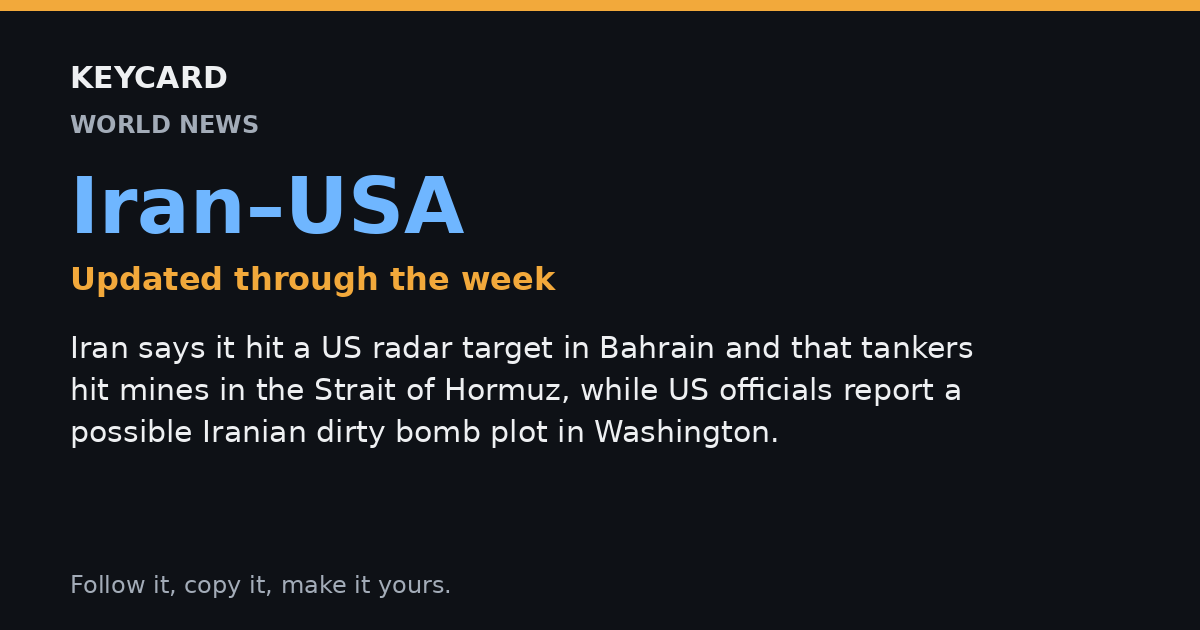 KEYCARD
WORLD NEWS
Iran–USA
Updated through the week
Iran says it hit a US radar target in Bahrain and that tankers
hit mines in the Strait of Hormuz, while US officials report a
possible Iranian dirty bomb plot in Washington.
Follow it, copy it, make it yours.